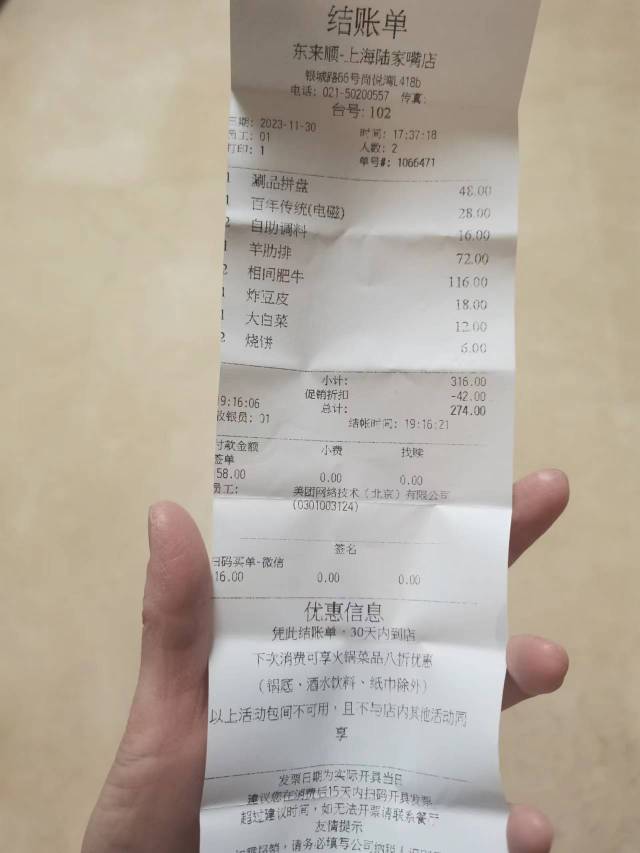 结账单
东来顺-上海陆家嘴店
银城路66号尚悦湾L418b
电话: 021-50200557 传真:
台号: 102
日期: 2023-11-30 时间: 17:37:18
员工: 01 人数: 2
打印: 1 单号#: 1066471
1 涮品拼盘 48.00
1 百年传统(电磁) 28.00
2 自助调料 16.00
1 羊肋排 72.00
2 相间肥牛 116.00
1 炸豆皮 18.00
1 大白菜 12.00
2 烧饼 6.00
小计: 316.00
促销折扣 -42.00
19:16:06 总计: 274.00
收银员: 01 结帐时间: 19:16:21
付款金额 小费 找赎
签单
58.00 0.00 0.00
员工: 美团网络技术（北京）有限公司
(0301003124)
签名
扫码买单-微信
16.00 0.00 0.00
优惠信息
凭此结账单，30天内到店
下次消费可享火锅菜品八折优惠
（锅底、酒水饮料、纸巾除外）
以上活动包间不可用，且不与店内其他活动同
享
发票日期为实际开具当日
建议您在消费后15天内扫码开具发票
超过建议时间，如无法开票请联系餐厅
友情提示
请务必填写公司纳税人识别